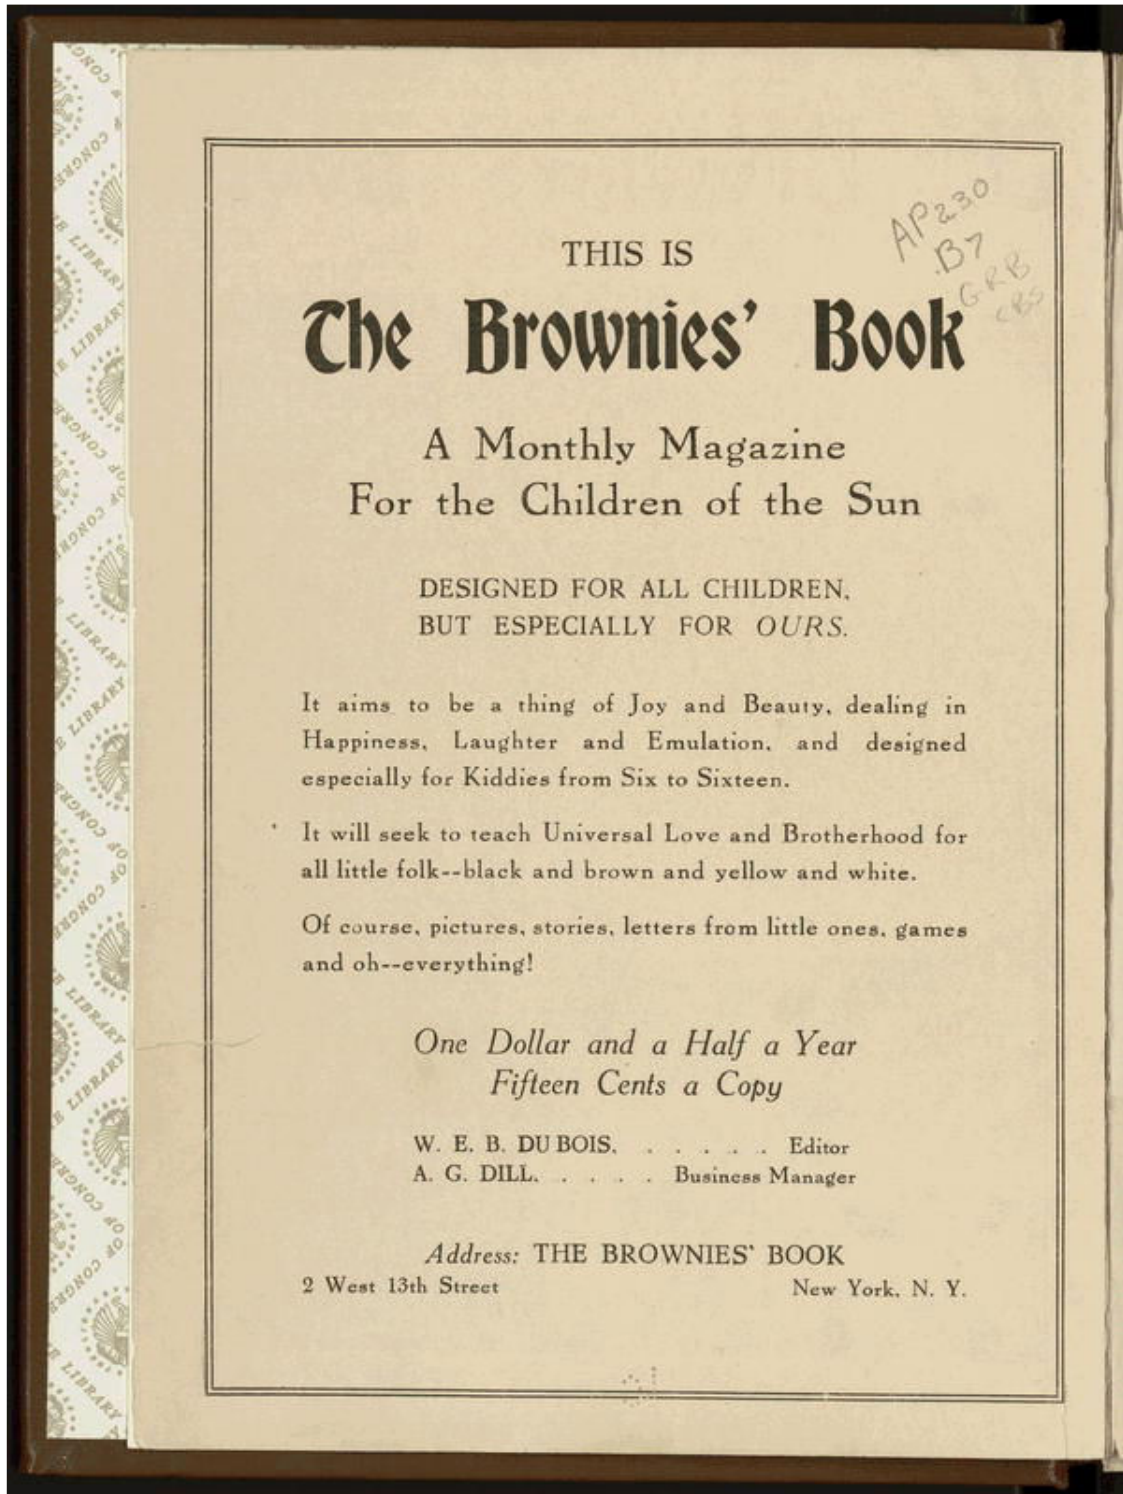 THIS IS
The Brownies' Book
A Monthly Magazine
For the Children of the Sun
DESIGNED FOR ALL CHILDREN,
BUT ESPECIALLY FOR OURS.
It aims to be a thing of Joy and Beauty, dealing in
Happiness, Laughter and Emulation, and designed
especially for Kiddies from Six to Sixteen.
It will seek to teach Universal Love and Brotherhood for
all little folk--black and brown and yellow and white.
Of course, pictures, stories, letters from little ones, games
and oh--everything!
One Dollar and a Half a Year
Fifteen Cents a Copy
W. E. B. DU BOIS. . . . . . Editor
A. G. DILL. . . . . Business Manager
Address: THE BROWNIES' BOOK
2 West 13th Street New York, N. Y.
AP230
.B7
GRB